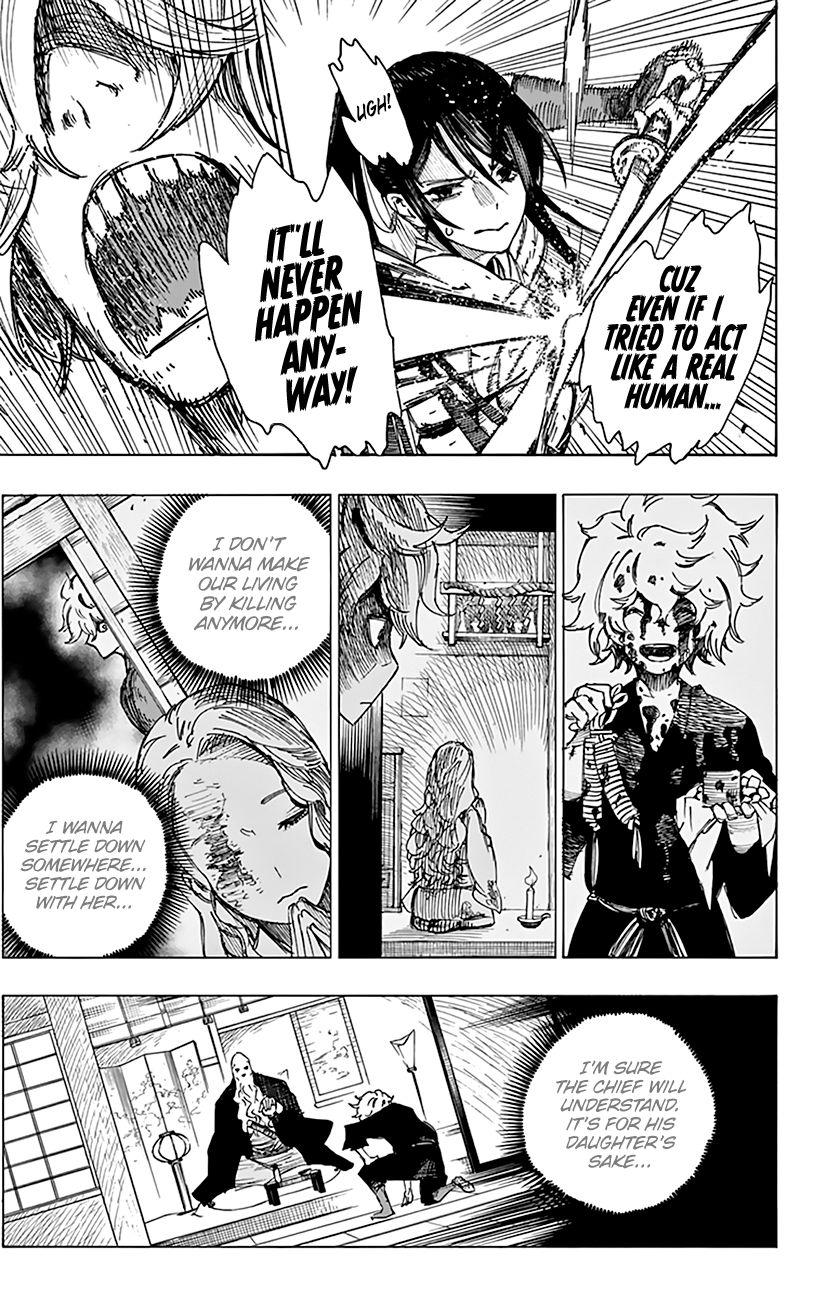 CUZ
EVEN IF I
TRIED TO ACT
LIKE A REAL
HUMAN...
UGH!
IT'LL
NEVER
HAPPEN
ANY-
WAY!
I DON'T
WANNA MAKE
OUR LIVING
BY KILLING
ANYMORE...
I WANNA
SETTLE DOWN
SOMEWHERE...
SETTLE DOWN
WITH HER...
I'M SURE
THE CHIEF WILL
UNDERSTAND.
IT'S FOR HIS
DAUGHTER'S
SAKE...